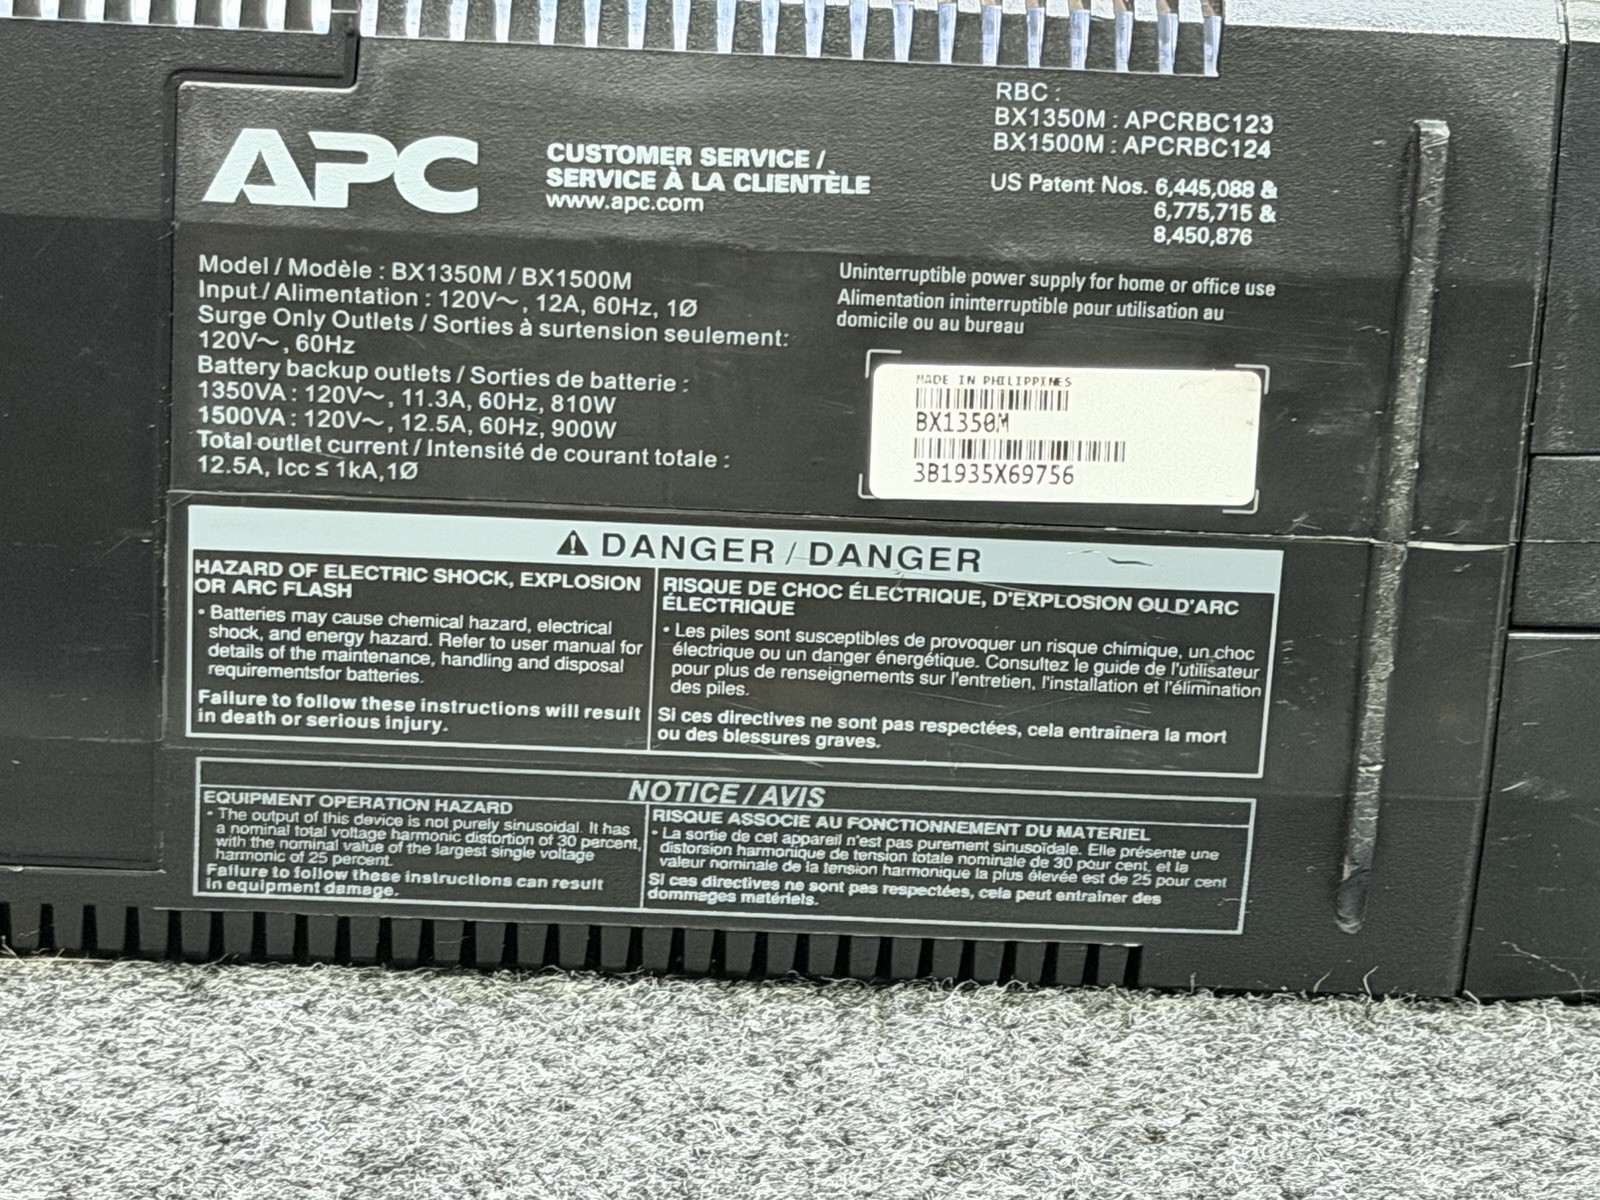 APC
CUSTOMER SERVICE /
SERVICE À LA CLIENTÈLE
www.apc.com
RBC :
BX1350M : APCRBC123
BX1500M : APCRBC124
US Patent Nos. 6,445,088 &
6,775,715 &
8,450,876
Model / Modèle : BX1350M / BX1500M
Input / Alimentation : 120V～, 12A, 60Hz, 1Ø
Surge Only Outlets / Sorties à surtension seulement:
120V～, 60Hz
Battery backup outlets / Sorties de batterie :
1350VA : 120V～, 11.3A, 60Hz, 810W
1500VA : 120V～, 12.5A, 60Hz, 900W
Total outlet current / Intensité de courant totale :
12.5A, Icc ≤ 1kA,1Ø
Uninterruptible power supply for home or office use
Alimentation ininterruptible pour utilisation au
domicile ou au bureau
MADE IN PHILIPPINES
BX1350M
3B1935X69756
⚠ DANGER / DANGER
HAZARD OF ELECTRIC SHOCK, EXPLOSION
OR ARC FLASH
• Batteries may cause chemical hazard, electrical
shock, and energy hazard. Refer to user manual for
details of the maintenance, handling and disposal
requirementsfor batteries.
Failure to follow these instructions will result
in death or serious injury.
RISQUE DE CHOC ÉLECTRIQUE, D'EXPLOSION OU D'ARC
ÉLECTRIQUE
• Les piles sont susceptibles de provoquer un risque chimique, un choc
électrique ou un danger énergétique. Consultez le guide de l'utilisateur
pour plus de renseignements sur l'entretien, l'installation et l'élimination
des piles.
Si ces directives ne sont pas respectées, cela entraînera la mort
ou des blessures graves.
NOTICE / AVIS
EQUIPMENT OPERATION HAZARD
• The output of this device is not purely sinusoidal. It has
a nominal total voltage harmonic distortion of 30 percent,
with the nominal value of the largest single voltage
harmonic of 25 percent.
Failure to follow these instructions can result
in equipment damage.
RISQUE ASSOCIE AU FONCTIONNEMENT DU MATERIEL
• La sortie de cet appareil n'est pas purement sinusoïdale. Elle présente une
distorsion harmonique de tension totale nominale de 30 pour cent, et la
valeur nominale de la tension harmonique la plus élevée est de 25 pour cent
Si ces directives ne sont pas respectées, cela peut entraîner des
dommages matériels.